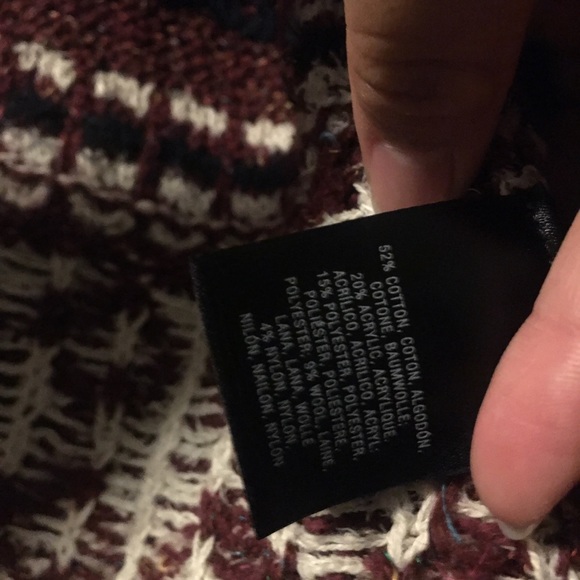 52% COTTON, COTON, ALGODÓN,
COTONE, BAUMWOLLE,
20% ACRYLIC, ACRYLIQUE,
ACRÍLICO, ACRILICO, ACRYL;
15% POLYESTER, POLYESTER,
POLIÉSTER, POLIESTERE,
POLYESTER; 9% WOOL, LAINE,
LANA, LANA, WOLLE
4% NYLON, NYLON,
NILÓN, NAILON, NYLON